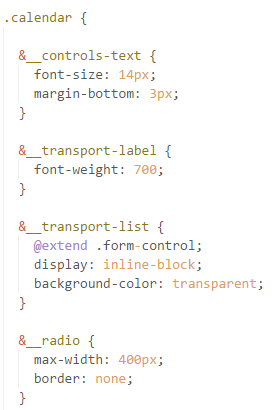 .calendar {
&__controls-text {
font-size: 14px;
margin-bottom: 3px;
}
&__transport-label {
font-weight: 700;
}
&__transport-list {
@extend .form-control;
display: inline-block;
background-color: transparent;
}
&__radio {
max-width: 400px;
border: none;
}